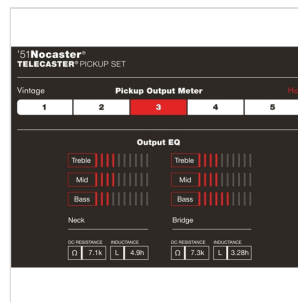 '51Nocaster®
TELECASTER® PICKUP SET
Vintage Pickup Output Meter
1 2 3 4 5
Output EQ
Treble Treble
Mid Mid
Bass Bass
Neck Bridge
DC RESISTANCE INDUCTANCE DC RESISTANCE INDUCTANCE
Ω 7.1k L 4.9h Ω 7.3k L 3.28h